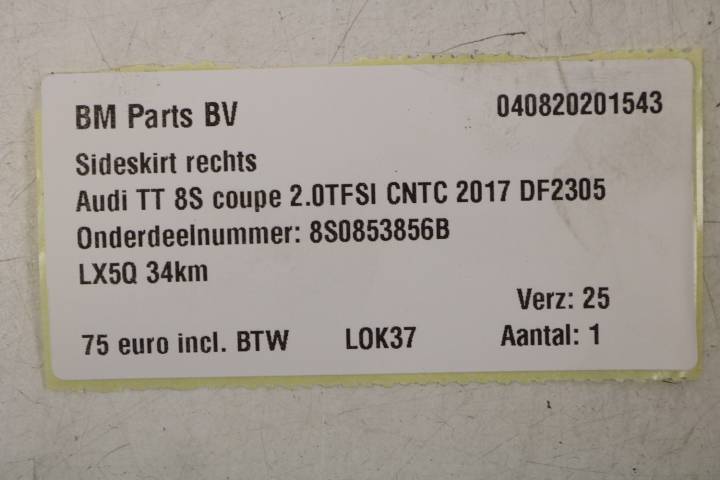 BM Parts BV 040820201543
Sideskirt rechts
Audi TT 8S coupe 2.0TFSI CNTC 2017 DF2305
Onderdeelnummer: 8S0853856B
LX5Q 34km
Verz: 25
75 euro incl. BTW LOK37 Aantal: 1